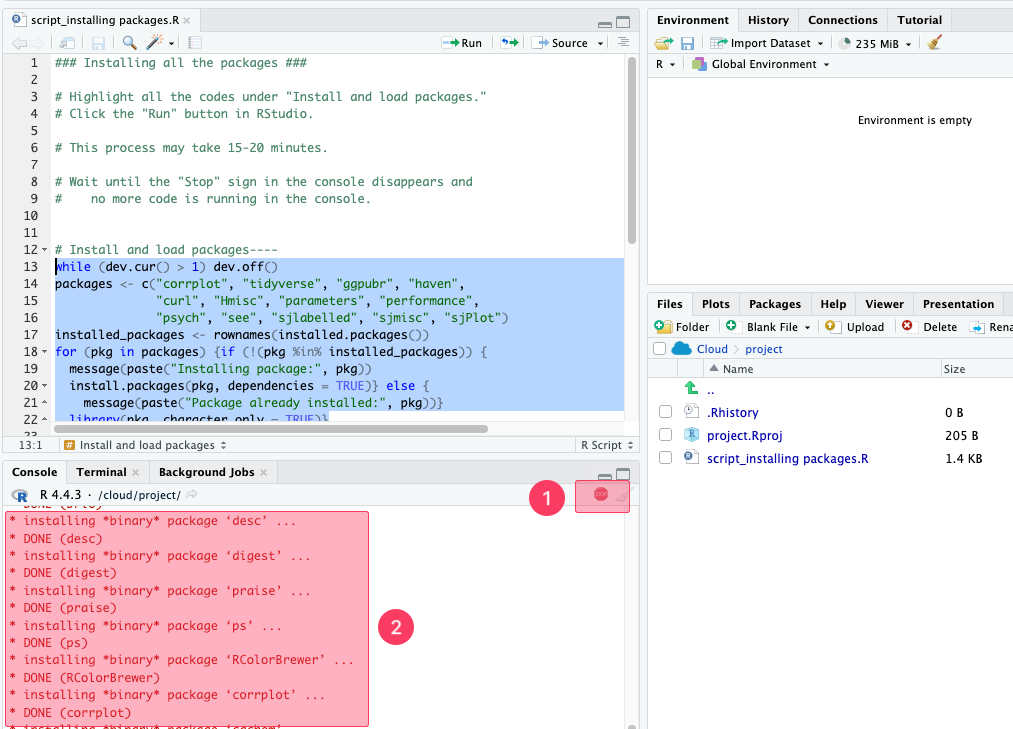 script_installing packages.R
Run
Source
1 ### Installing all the packages ###
2
3 # Highlight all the codes under "Install and load packages."
4 # Click the "Run" button in RStudio.
5
6 # This process may take 15-20 minutes.
7
8 # Wait until the "Stop" sign in the console disappears and
9 #    no more code is running in the console.
10
11
12 # Install and load packages----
13 while (dev.cur() > 1) dev.off()
14 packages <- c("corrplot", "tidyverse", "ggpubr", "haven",
15               "curl", "Hmisc", "parameters", "performance",
16               "psych", "see", "sjlabelled", "sjmisc", "sjPlot")
17 installed_packages <- rownames(installed.packages())
18 for (pkg in packages) {if (!(pkg %in% installed_packages)) {
19   message(paste("Installing package:", pkg))
20   install.packages(pkg, dependencies = TRUE)} else {
21     message(paste("Package already installed:", pkg))}
22   library(pkg, character.only = TRUE)}
23
13:1 # Install and load packages R Script
Console Terminal Background Jobs
R R 4.4.3 · /cloud/project/
1 STOP
* installing *binary* package ‘desc’ ...
* DONE (desc)
* installing *binary* package ‘digest’ ...
* DONE (digest)
* installing *binary* package ‘praise’ ...
* DONE (praise)
* installing *binary* package ‘ps’ ...
2
* DONE (ps)
* installing *binary* package ‘RColorBrewer’ ...
* DONE (RColorBrewer)
* installing *binary* package ‘corrplot’ ...
* DONE (corrplot)
Environment History Connections Tutorial
Import Dataset 235 MiB
R Global Environment
Environment is empty
Files Plots Packages Help Viewer Presentation
Folder Blank File Upload Delete Rena
Cloud project
Name Size
..
.Rhistory 0 B
project.Rproj 205 B
script_installing packages.R 1.4 KB